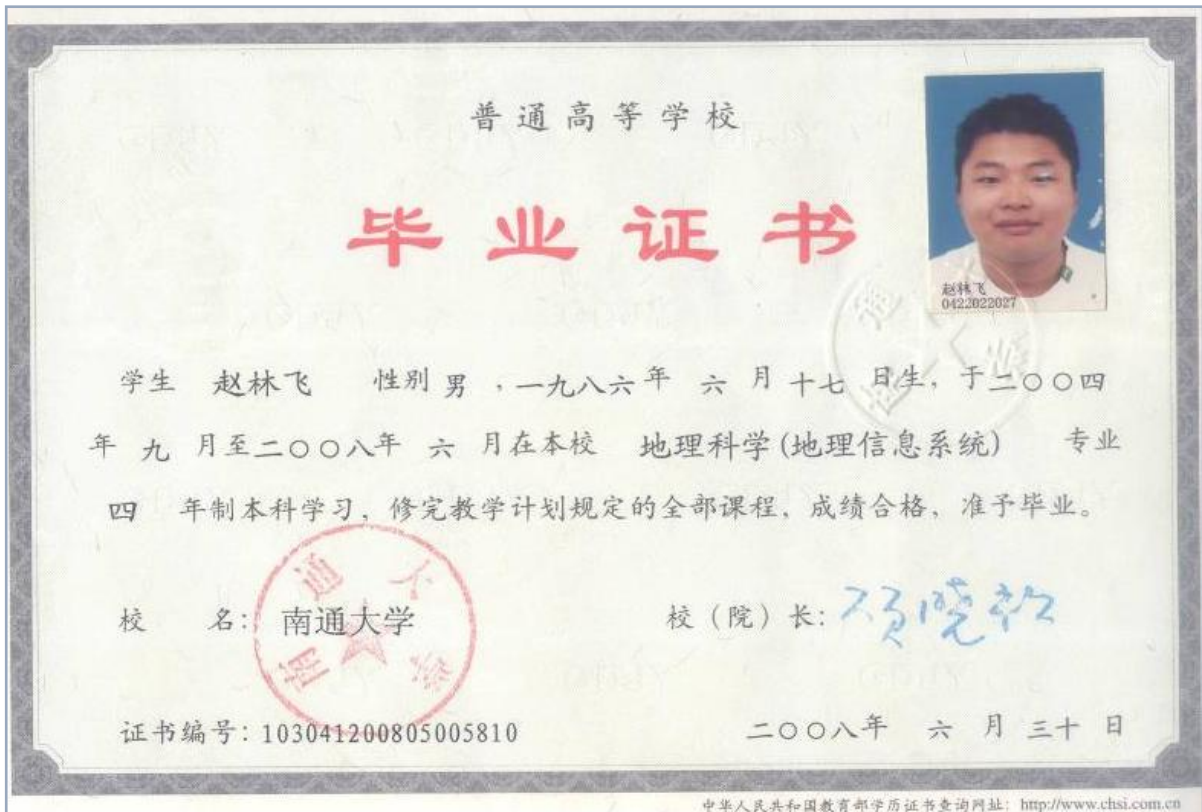 普通高等学校
毕业证书
赵林飞
0422022027
学生 赵林飞 性别 男 ,一九八六年 六 月 十七 日生, 于二〇〇四
年 九 月至二〇〇八年 六 月在本校 地理科学(地理信息系统) 专业
四 年制本科学习, 修完教学计划规定的全部课程, 成绩合格, 准予毕业。
南通大学
校 名: 南通大学
校(院)长:
证书编号: 103041200805005810
二〇〇八年 六 月 三十 日
中华人民共和国教育部学历证书查询网址: http://www.chsi.com.cn